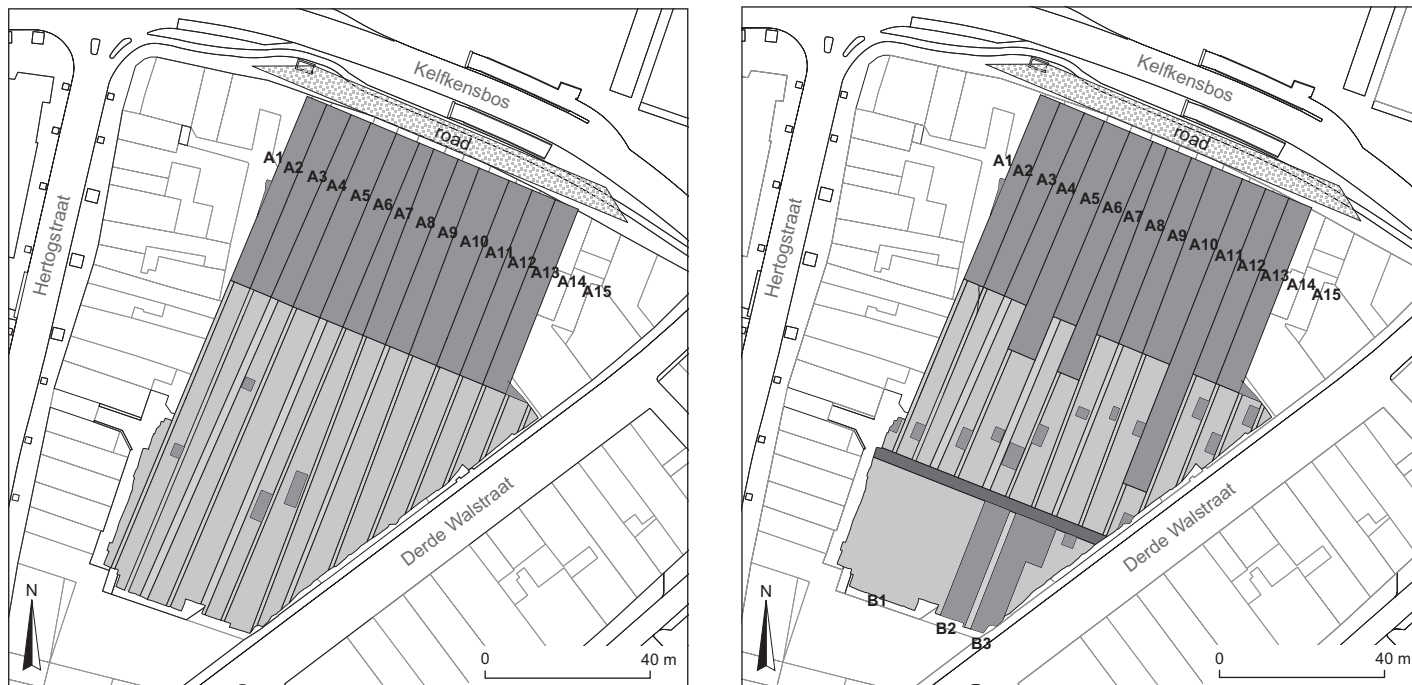 Kelfkensbos
road
Hertogstraat
A1
A2
A3
A4
A5
A6
A7
A8
A9
A10
A11
A12
A13
A14
A15
Derde Walstraat
N
0 40 m
Kelfkensbos
road
Hertogstraat
A1
A2
A3
A4
A5
A6
A7
A8
A9
A10
A11
A12
A13
A14
A15
Derde Walstraat
B1
B2
B3
N
0 40 m